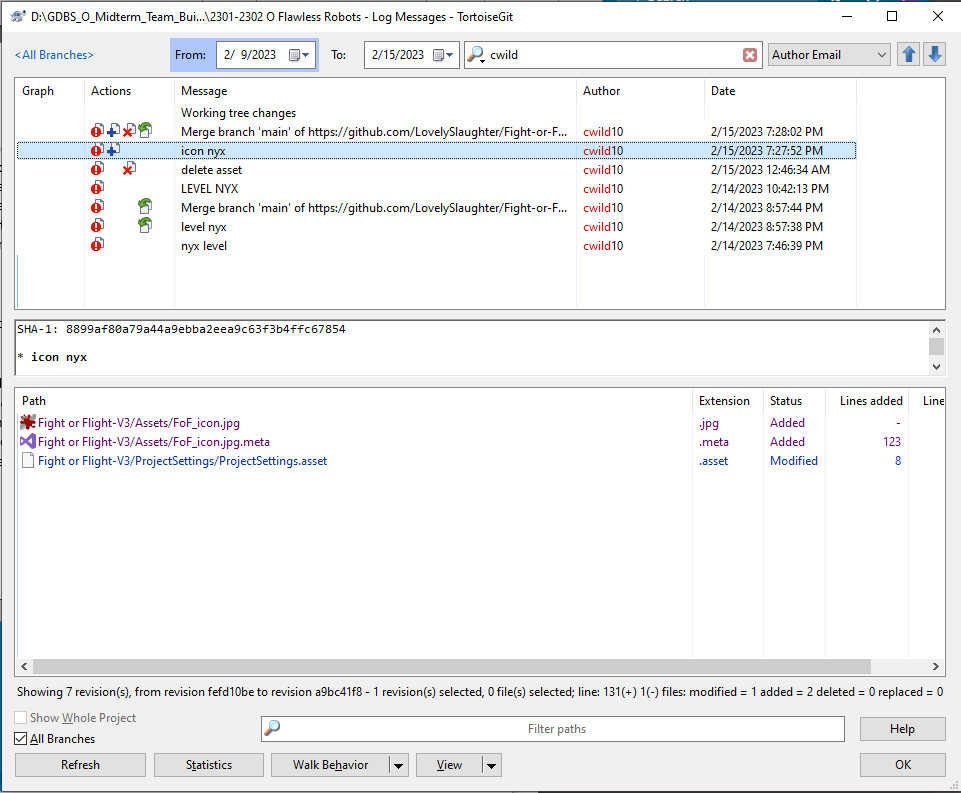 D:\GDBS_O_Midterm_Team_Bui...\2301-2302 O Flawless Robots - Log Messages - TortoiseGit
<All Branches> From: 2/ 9/2023 To: 2/15/2023 cwild Author Email
Graph Actions Message Author Date
Working tree changes
Merge branch 'main' of https://github.com/LovelySlaughter/Fight-or-F... cwild10 2/15/2023 7:28:02 PM
icon nyx cwild10 2/15/2023 7:27:52 PM
delete asset cwild10 2/15/2023 12:46:34 AM
LEVEL NYX cwild10 2/14/2023 10:42:13 PM
Merge branch 'main' of https://github.com/LovelySlaughter/Fight-or-F... cwild10 2/14/2023 8:57:44 PM
level nyx cwild10 2/14/2023 8:57:38 PM
nyx level cwild10 2/14/2023 7:46:39 PM
SHA-1: 8899af80a79a44a9ebba2eea9c63f3b4ffc67854
* icon nyx
Path Extension Status Lines added Line
Fight or Flight-V3/Assets/FoF_icon.jpg .jpg Added -
Fight or Flight-V3/Assets/FoF_icon.jpg.meta .meta Added 123
Fight or Flight-V3/ProjectSettings/ProjectSettings.asset .asset Modified 8
Showing 7 revision(s), from revision fefd10be to revision a9bc41f8 - 1 revision(s) selected, 0 file(s) selected; line: 131(+) 1(-) files: modified = 1 added = 2 deleted = 0 replaced = 0
Show Whole Project
Filter paths Help
All Branches
Refresh Statistics Walk Behavior View OK